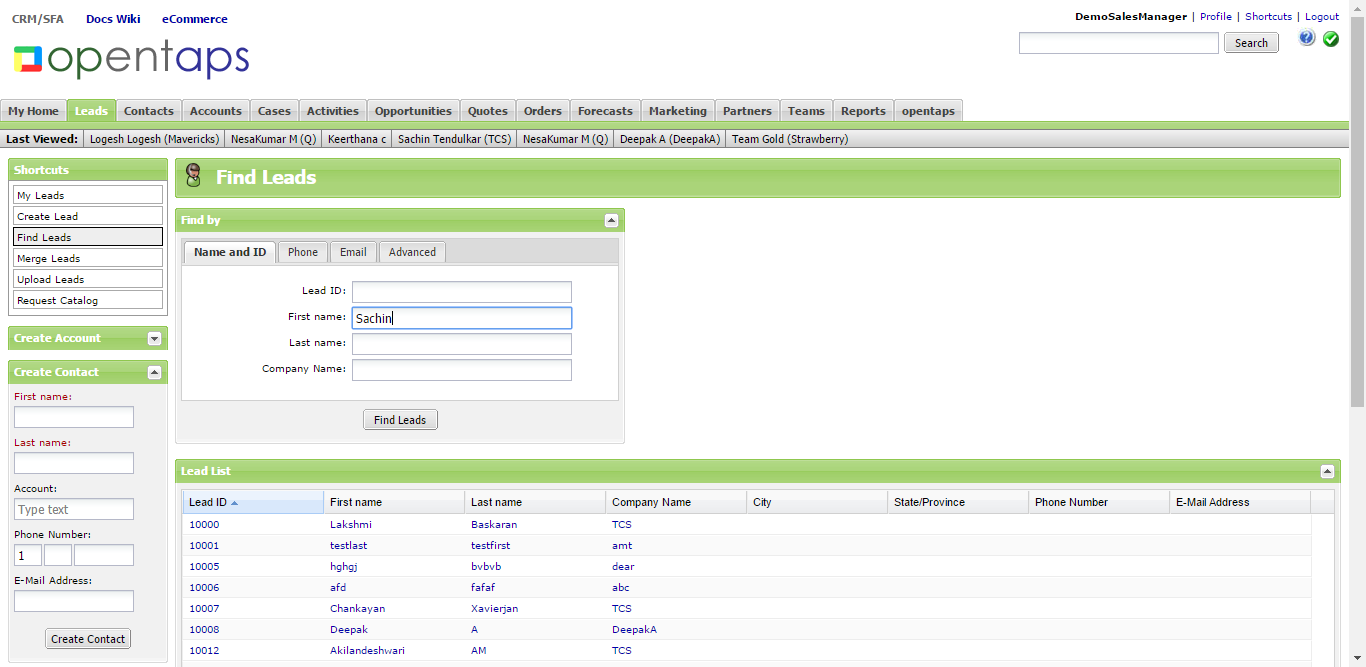 CRM/SFA Docs Wiki eCommerce
DemoSalesManager | Profile | Shortcuts | Logout
opentaps
Search
?
My Home Leads Contacts Accounts Cases Activities Opportunities Quotes Orders Forecasts Marketing Partners Teams Reports opentaps
Last Viewed: Logesh Logesh (Mavericks) NesaKumar M (Q) Keerthana c Sachin Tendulkar (TCS) NesaKumar M (Q) Deepak A (DeepakA) Team Gold (Strawberry)
Shortcuts
My Leads
Create Lead
Find Leads
Merge Leads
Upload Leads
Request Catalog
Create Account
Create Contact
First name:
Last name:
Account:
Type text
Phone Number:
1
E-Mail Address:
Create Contact
Find Leads
Find by
Name and ID Phone Email Advanced
Lead ID:
First name: Sachin
Last name:
Company Name:
Find Leads
Lead List
Lead ID First name Last name Company Name City State/Province Phone Number E-Mail Address
10000 Lakshmi Baskaran TCS
10001 testlast testfirst amt
10005 hghgj bvbvb dear
10006 afd fafaf abc
10007 Chankayan Xavierjan TCS
10008 Deepak A DeepakA
10012 Akilandeshwari AM TCS